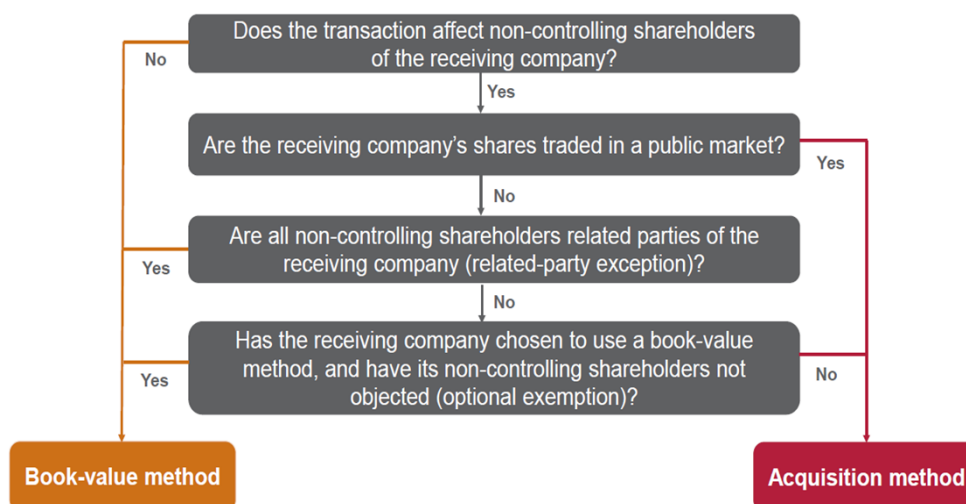 Does the transaction affect non-controlling shareholders
of the receiving company?
No
Yes
Are the receiving company's shares traded in a public market?
Yes
No
Are all non-controlling shareholders related parties of the
receiving company (related-party exception)?
Yes
No
Has the receiving company chosen to use a book-value
method, and have its non-controlling shareholders not
objected (optional exemption)?
Yes
No
Book-value method
Acquisition method